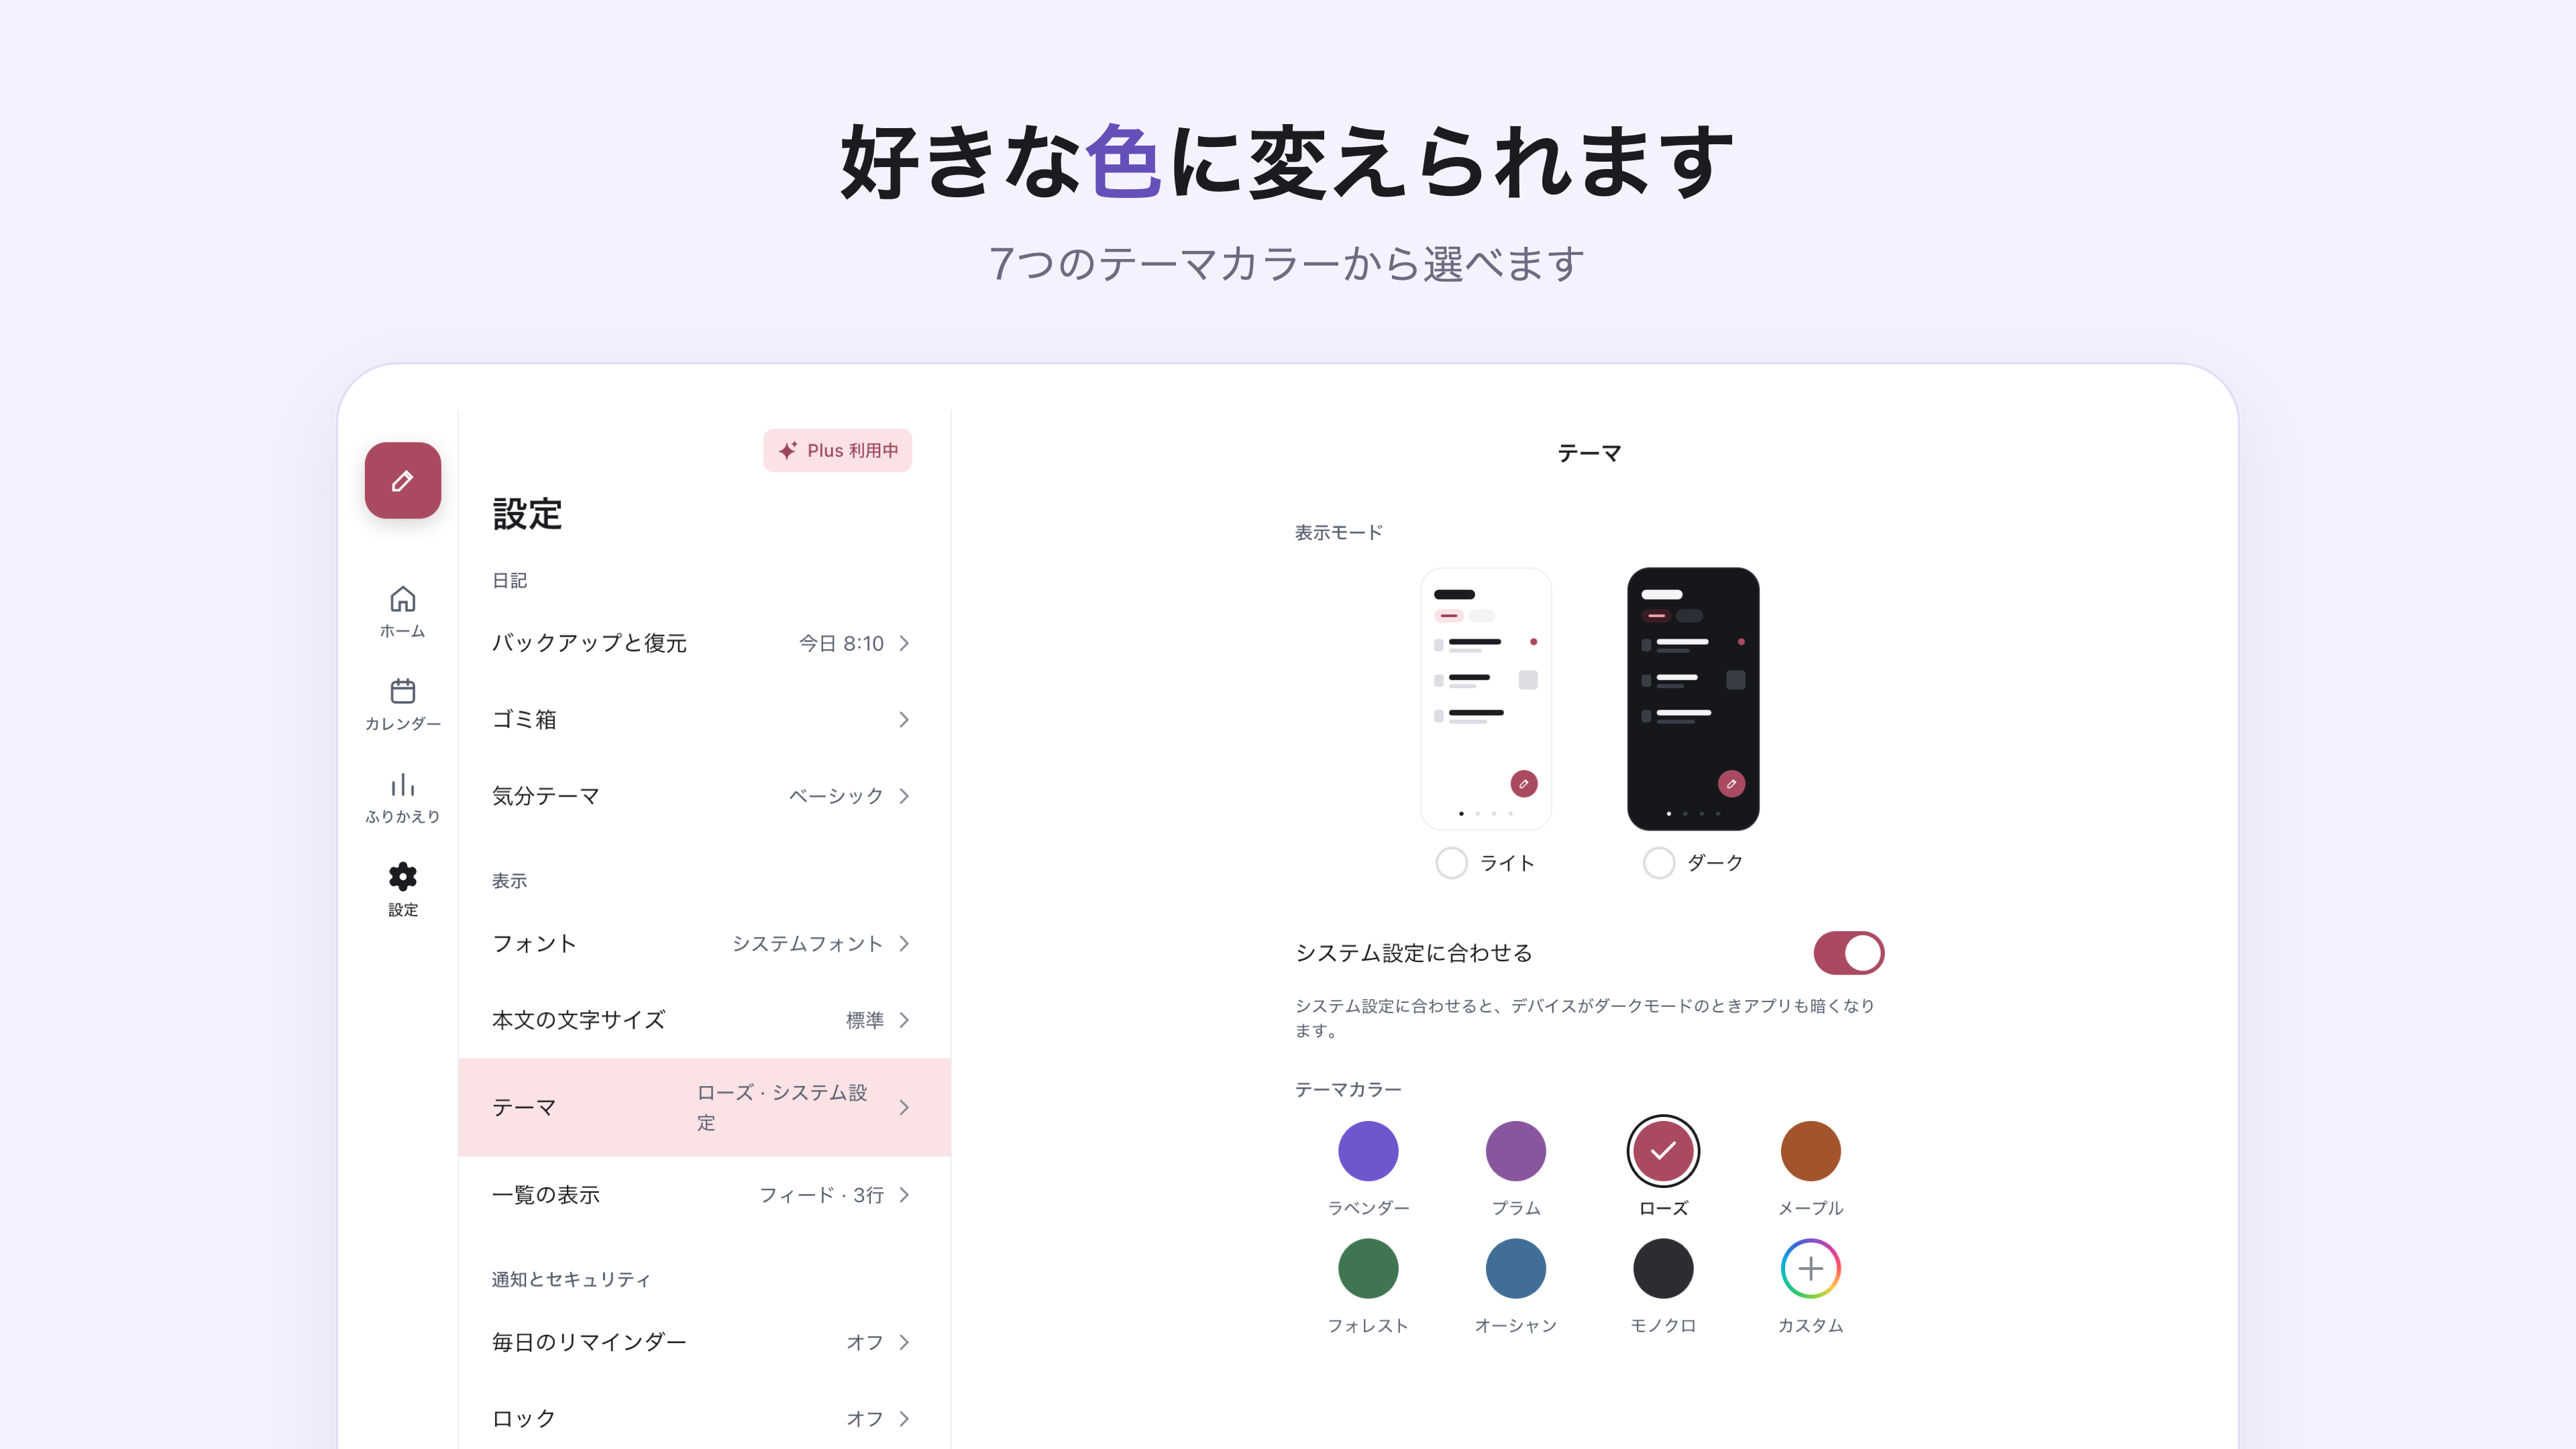 好きな色に変えられます
7つのテーマカラーから選べます
ホーム
カレンダー
ふりかえり
設定
Plus 利用中
設定
日記
バックアップと復元 今日 8:10
ゴミ箱
気分テーマ ベーシック
表示
フォント システムフォント
本文の文字サイズ 標準
テーマ ローズ · システム設
定
一覧の表示 フィード · 3行
通知とセキュリティ
毎日のリマインダー オフ
ロック オフ
テーマ
表示モード
ライト ダーク
システム設定に合わせる
システム設定に合わせると、デバイスがダークモードのときアプリも暗くなり
ます。
テーマカラー
ラベンダー プラム ローズ メープル
フォレスト オーシャン モノクロ カスタム